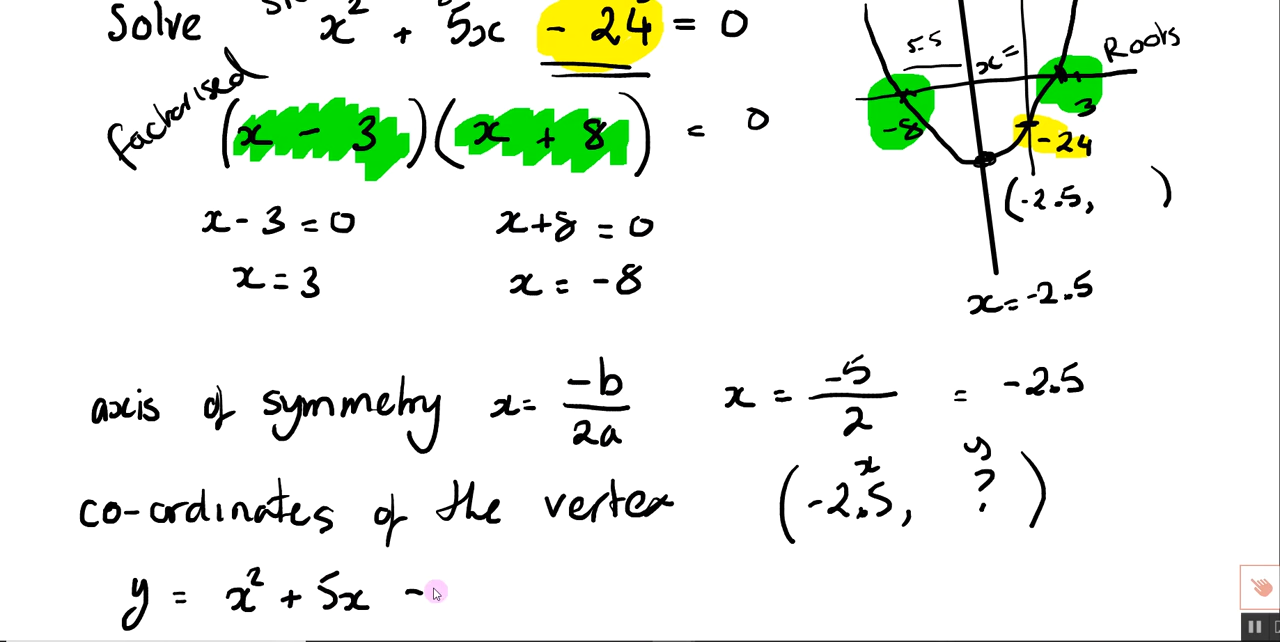 Solve x² + 5x - 24 = 0
factorised (x - 3)(x + 8) = 0
x - 3 = 0 x + 8 = 0
x = 3 x = -8
5.5 x= Roots
-8 3
-24
(-2.5, )
x = -2.5
axis of symmetry x = -b/2a x = -5/2 = -2.5
co-ordinates of the vertex (-2.5, ?)
x y
y = x² + 5x -